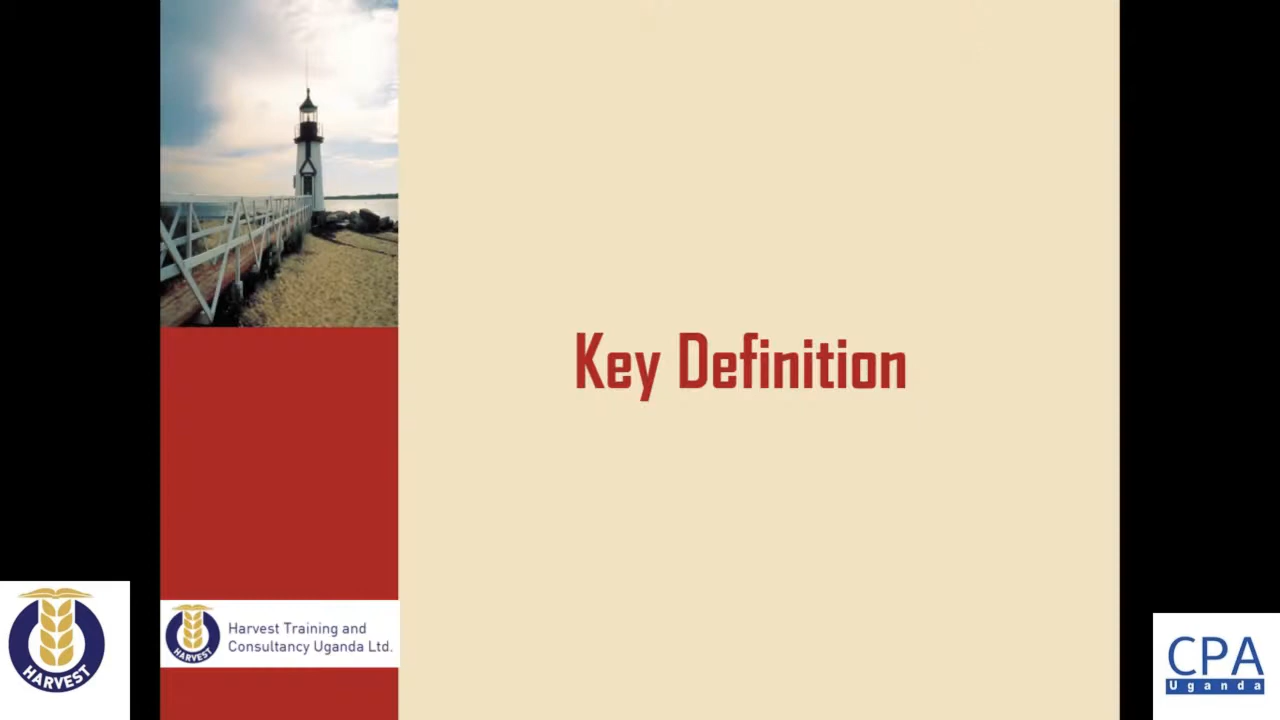 Key Definition
Harvest Training and
Consultancy Uganda Ltd.
HARVEST
HARVEST
CPA
Uganda